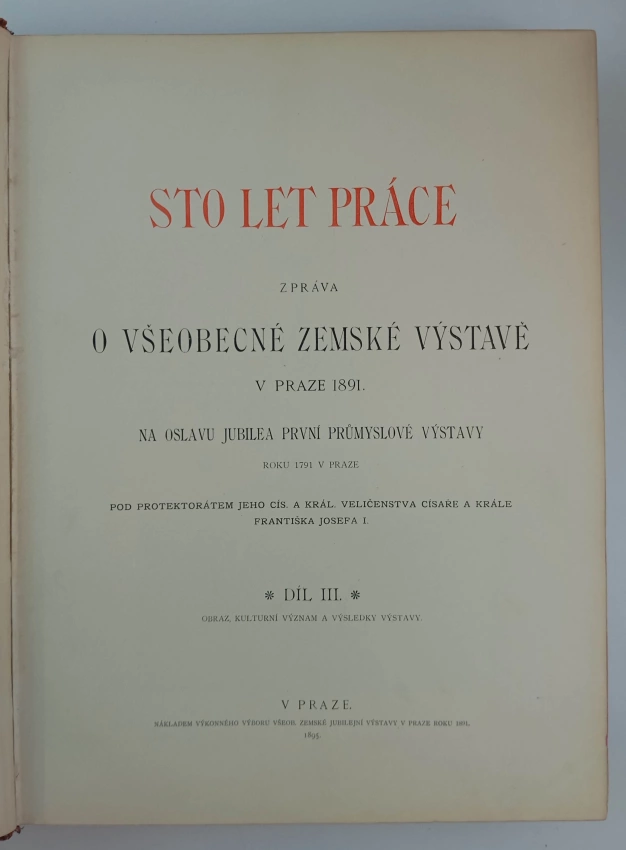 STO LET PRÁCE
ZPRÁVA
O VŠEOBECNÉ ZEMSKÉ VÝSTAVĚ
V PRAZE 1891.
NA OSLAVU JUBILEA PRVNÍ PRŮMYSLOVÉ VÝSTAVY
ROKU 1791 V PRAZE
POD PROTEKTORÁTEM JEHO CÍS. A KRÁL. VELIČENSTVA CÍSAŘE A KRÁLE
FRANTIŠKA JOSEFA I.
❋ DÍL III. ❋
OBRAZ, KULTURNÍ VÝZNAM A VÝSLEDKY VÝSTAVY.
V PRAZE.
NÁKLADEM VÝKONNÉHO VÝBORU VŠEOB. ZEMSKÉ JUBILEJNÍ VÝSTAVY V PRAZE ROKU 1891.
1895.